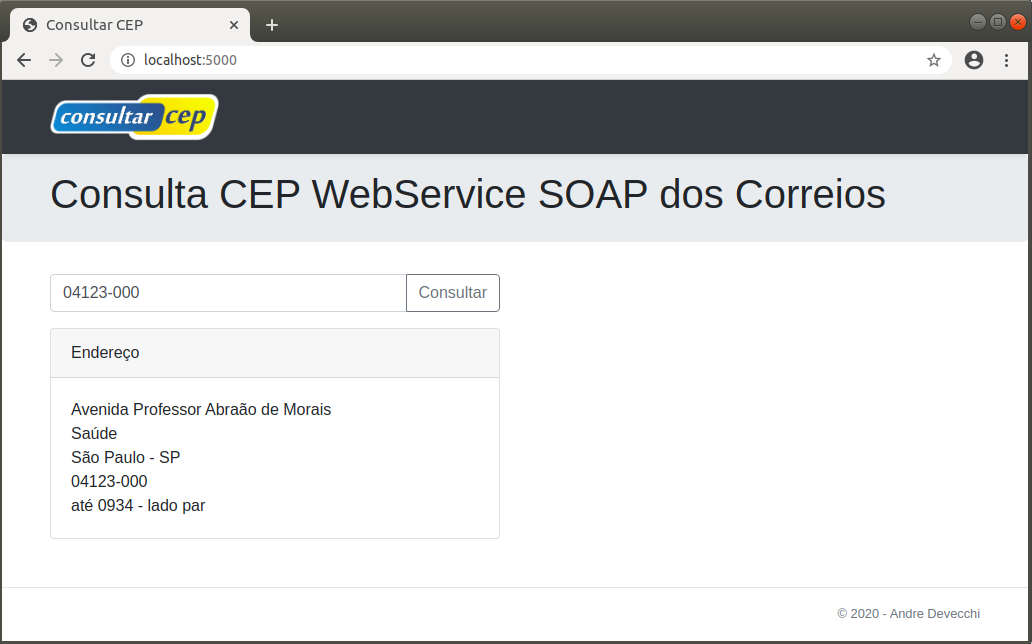 Consultar CEP
localhost:5000
consultar cep
Consulta CEP WebService SOAP dos Correios
04123-000 Consultar
Endereço
Avenida Professor Abraão de Morais
Saúde
São Paulo - SP
04123-000
até 0934 - lado par
© 2020 - Andre Devecchi